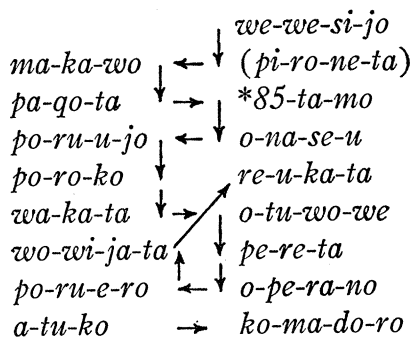 we-we-si-jo
ma-ka-wo ← (pi-ro-ne-ta)
pa-qo-ta → *85-ta-mo
po-ru-u-jo ← o-na-se-u
po-ro-ko re-u-ka-ta
wa-ka-ta → o-tu-wo-we
wo-wi-ja-ta pe-re-ta
po-ru-e-ro ← o-pe-ra-no
a-tu-ko → ko-ma-do-ro